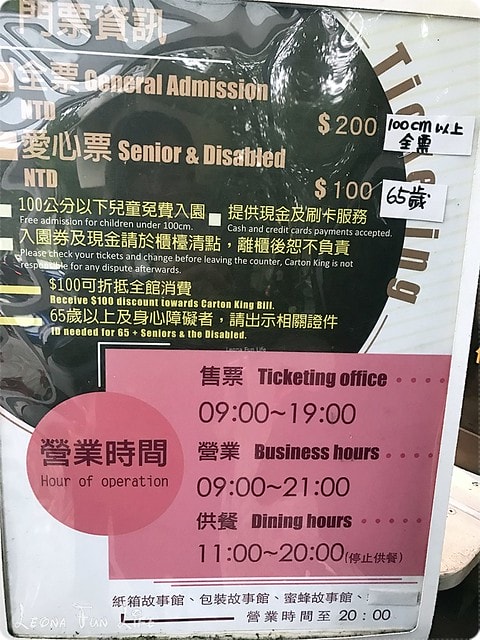 門票資訊
全票 General Admission
NTD
$200
100cm以上
全票
愛心票 Senior & Disabled
NTD
$100
65歲
Ticketing
100公分以下兒童免費入園
Free admission for children under 100cm.
提供現金及刷卡服務
Cash and credit cards payments accepted.
入園券及現金請於櫃檯清點，離櫃後恕不負責
Please check your tickets and change before leaving the counter, Carton King is not
responsible for any dispute afterwards.
$100可折抵全館消費
Receive $100 discount towards Carton King Bill.
65歲以上及身心障礙者，請出示相關證件
ID needed for 65 + Seniors & the Disabled.
Leona Fun Life
營業時間
Hour of operation
售票 Ticketing office
09:00~19:00
營業 Business hours
09:00~21:00
供餐 Dining hours
11:00~20:00(停止供餐)
紙箱故事館、包裝故事館、蜜蜂故事館、
營業時間至 20：00
Leona Fun Life